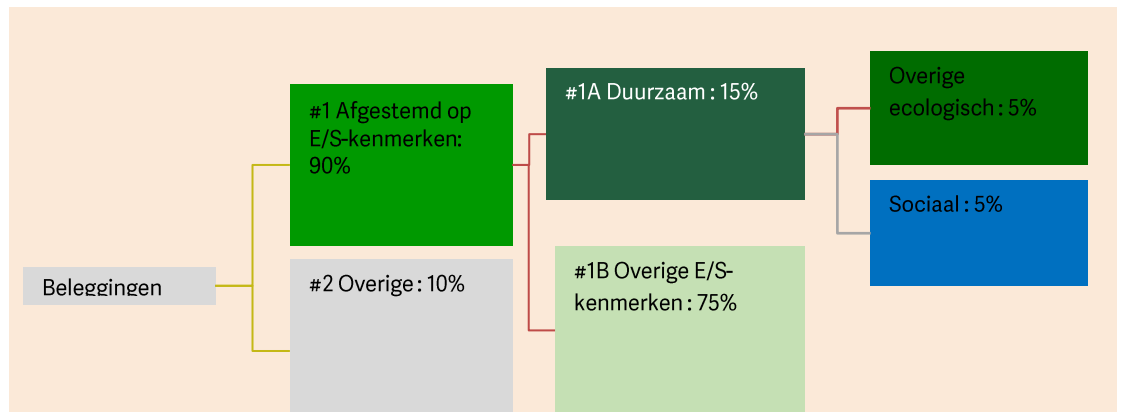 Beleggingen
#1 Afgestemd op
E/S-kenmerken:
90%
#2 Overige : 10%
#1A Duurzaam : 15%
#1B Overige E/S-
kenmerken : 75%
Overige
ecologisch : 5%
Sociaal : 5%